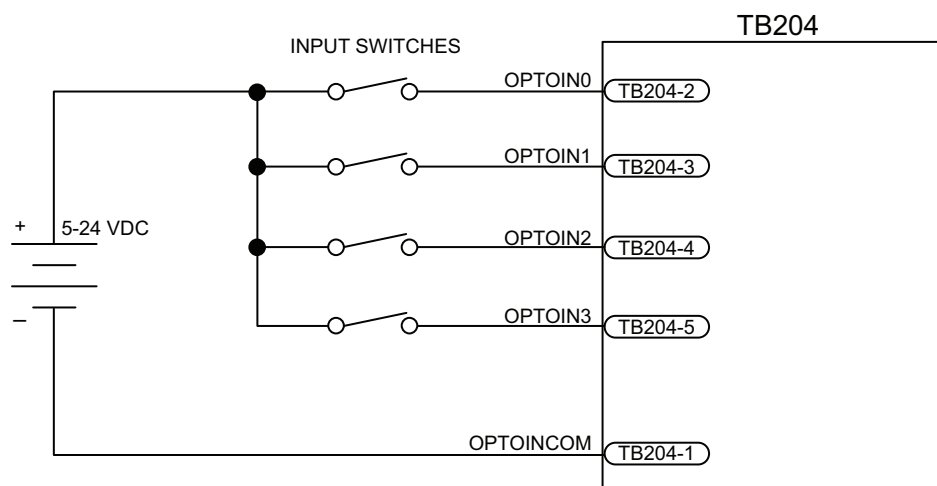 TB204
INPUT SWITCHES
OPTOIN0
TB204-2
OPTOIN1
TB204-3
+
5-24 VDC
OPTOIN2
TB204-4
–
OPTOIN3
TB204-5
OPTOINCOM
TB204-1